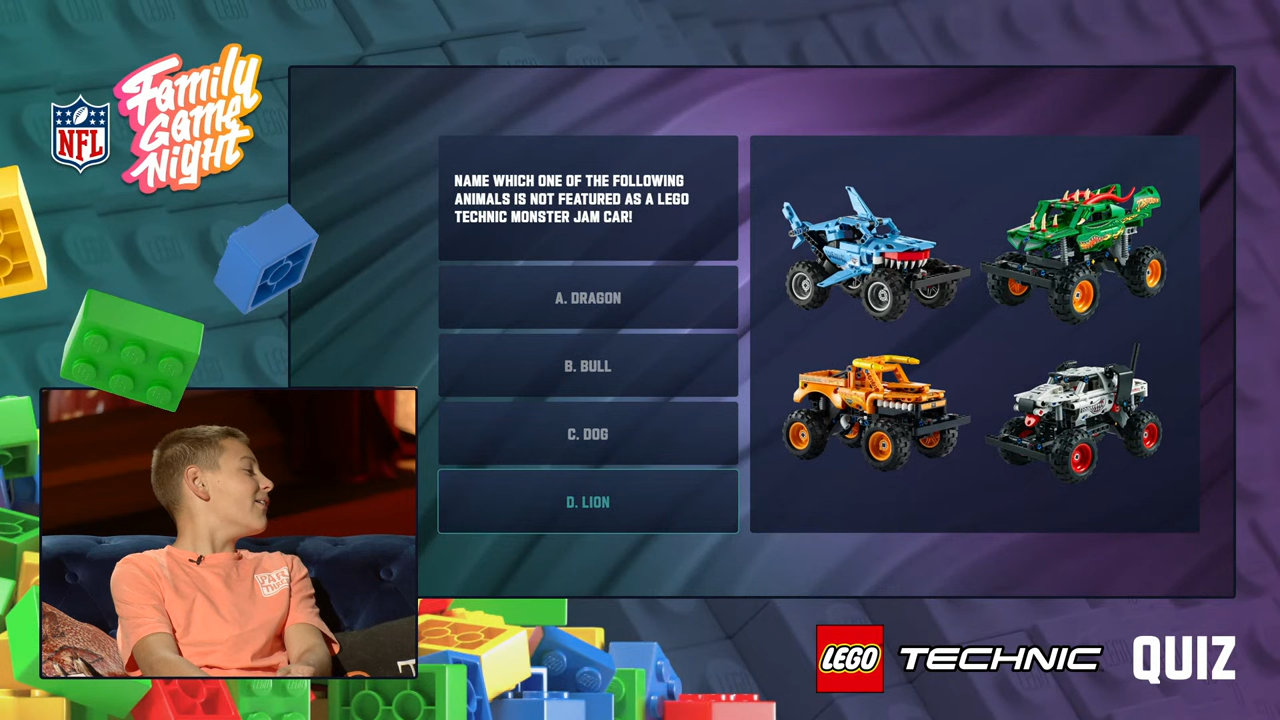 NFL
Family
Game
Night
NAME WHICH ONE OF THE FOLLOWING
ANIMALS IS NOT FEATURED AS A LEGO
TECHNIC MONSTER JAM CAR!
A. DRAGON
B. BULL
C. DOG
D. LION
LEGO TECHNIC QUIZ